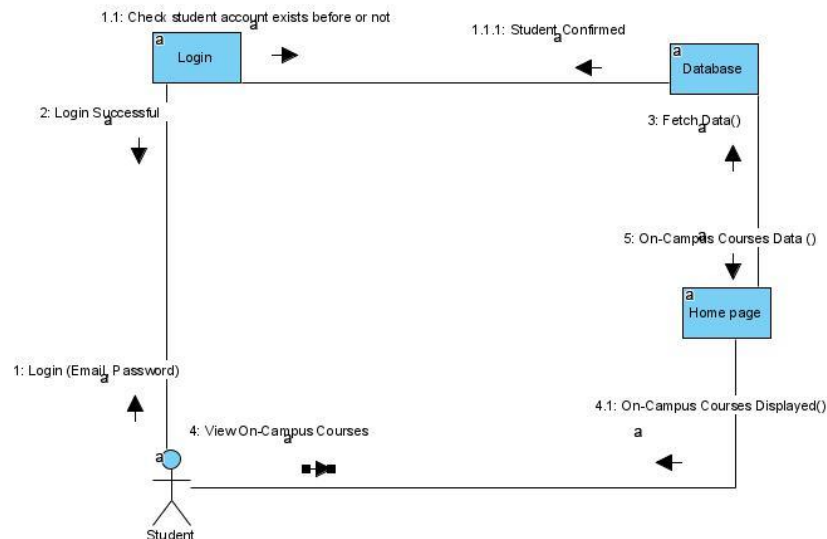 1.1: Check student account exists before or not
a
a
Login
1.1.1: Student Confirmed
a
a
Database
2: Login Successful
a
3: Fetch Data()
a
a
5: On-Campus Courses Data ()
a
Home page
1: Login (Email, Password)
a
4: View On-Campus Courses
a
4.1: On-Campus Courses Displayed()
a
a
Student